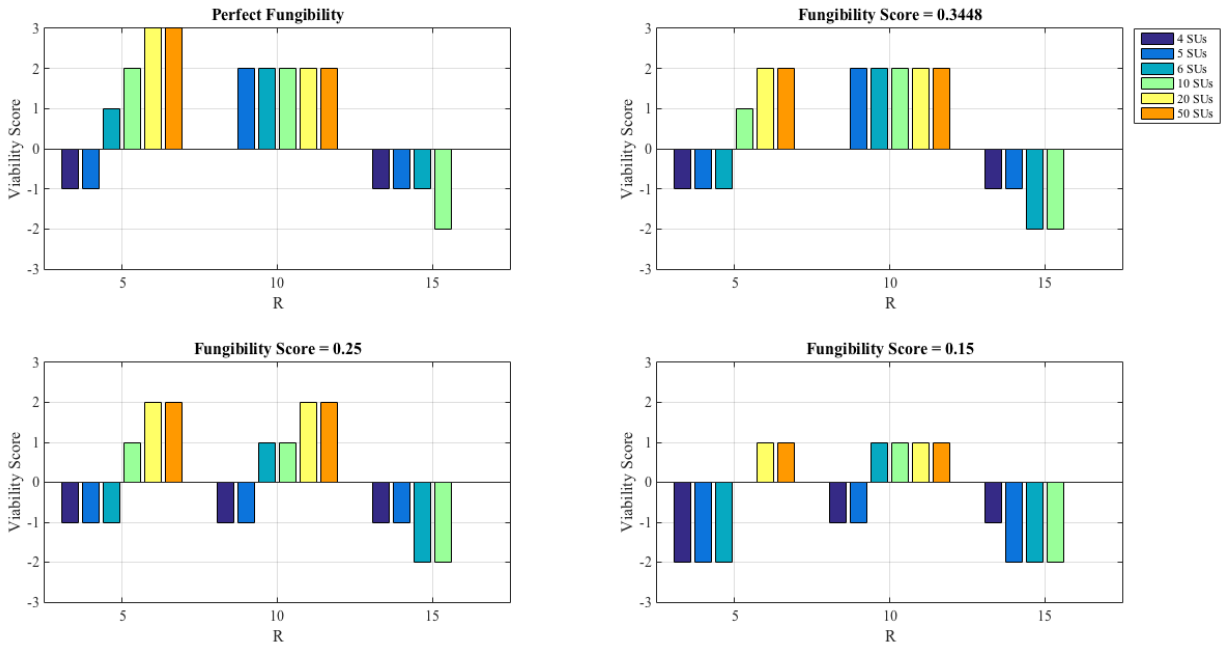 Perfect Fungibility
3
2
1
0
-1
-2
-3
Viability Score
5 10 15
R
Fungibility Score = 0.3448
3
2
1
0
-1
-2
-3
Viability Score
5 10 15
R
4 SUs
5 SUs
6 SUs
10 SUs
20 SUs
50 SUs
Fungibility Score = 0.25
3
2
1
0
-1
-2
-3
Viability Score
5 10 15
R
Fungibility Score = 0.15
3
2
1
0
-1
-2
-3
Viability Score
5 10 15
R